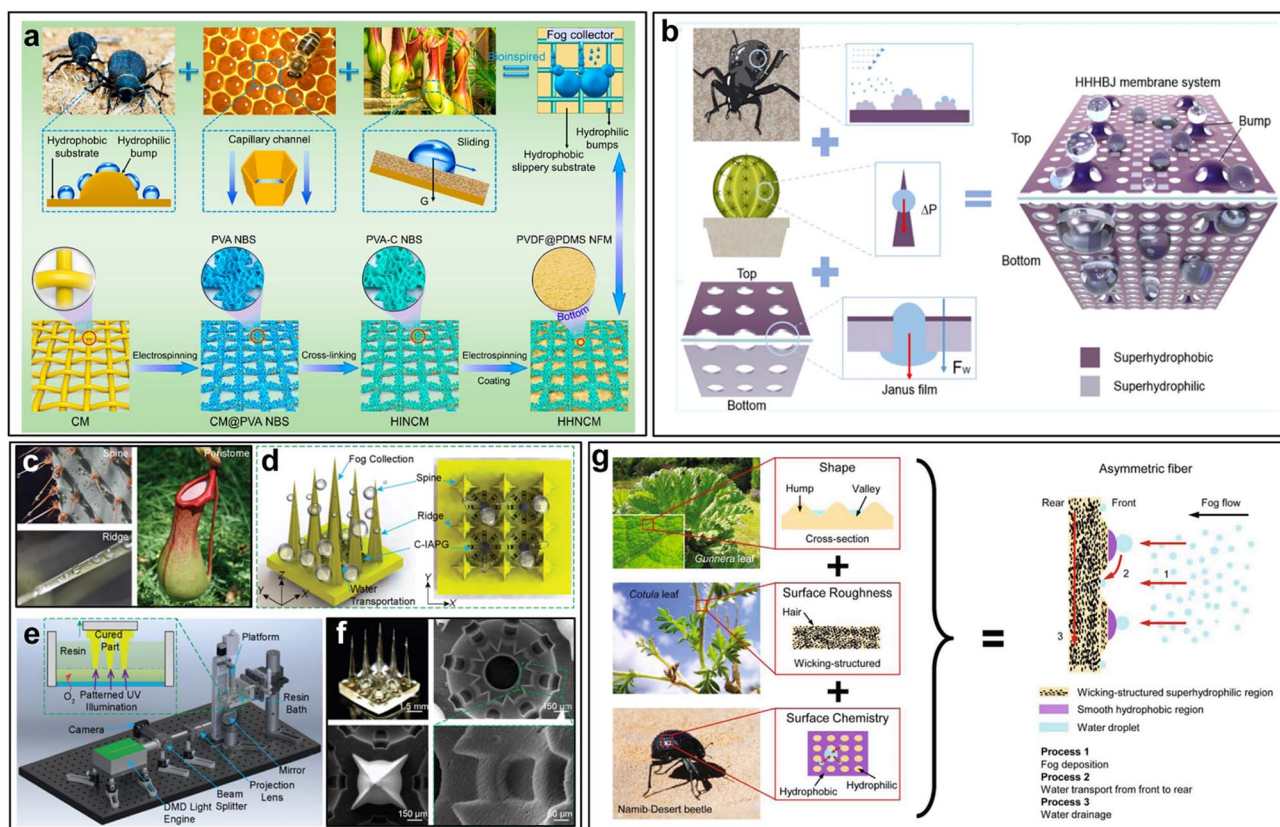 a
Bioinspired
Fog collector
Hydrophobic
substrate
Hydrophilic
bump
Capillary channel
Sliding
G
Hydrophobic
slippery substrate
Hydrophilic
bumps
PVA NBS
PVA-C NBS
PVDF@PDMS NFM
Bottom
Electrospinning
Cross-linking
Electrospinning
Coating
CM
CM@PVA NBS
HINCM
HHNCM
b
HHHBJ membrane system
Top
Bump
Bottom
ΔP
Top
Bottom
Fw
Janus film
Superhydrophobic
Superhydrophilic
c
Spine
Peristome
Ridge
d
Fog Collection
Spine
Ridge
C-IAPG
Water
Transportation
Z
Y
X
Y
X
e
Cured
Part
Resin
O2
Patterned UV
Illumination
Platform
Resin
Bath
Camera
Mirror
Projection
Lens
Beam
Splitter
DMD Light
Engine
f
1.5 mm
150 μm
150 μm
50 μm
g
Gunnera leaf
Shape
Hump
Valley
Cross-section
Cotula leaf
Surface Roughness
Hair
Wicking-structured
Namib-Desert beetle
Surface Chemistry
Hydrophobic
Hydrophilic
Asymmetric fiber
Rear
Front
Fog flow
1
2
3
Wicking-structured superhydrophilic region
Smooth hydrophobic region
Water droplet
Process 1
Fog deposition
Process 2
Water transport from front to rear
Process 3
Water drainage